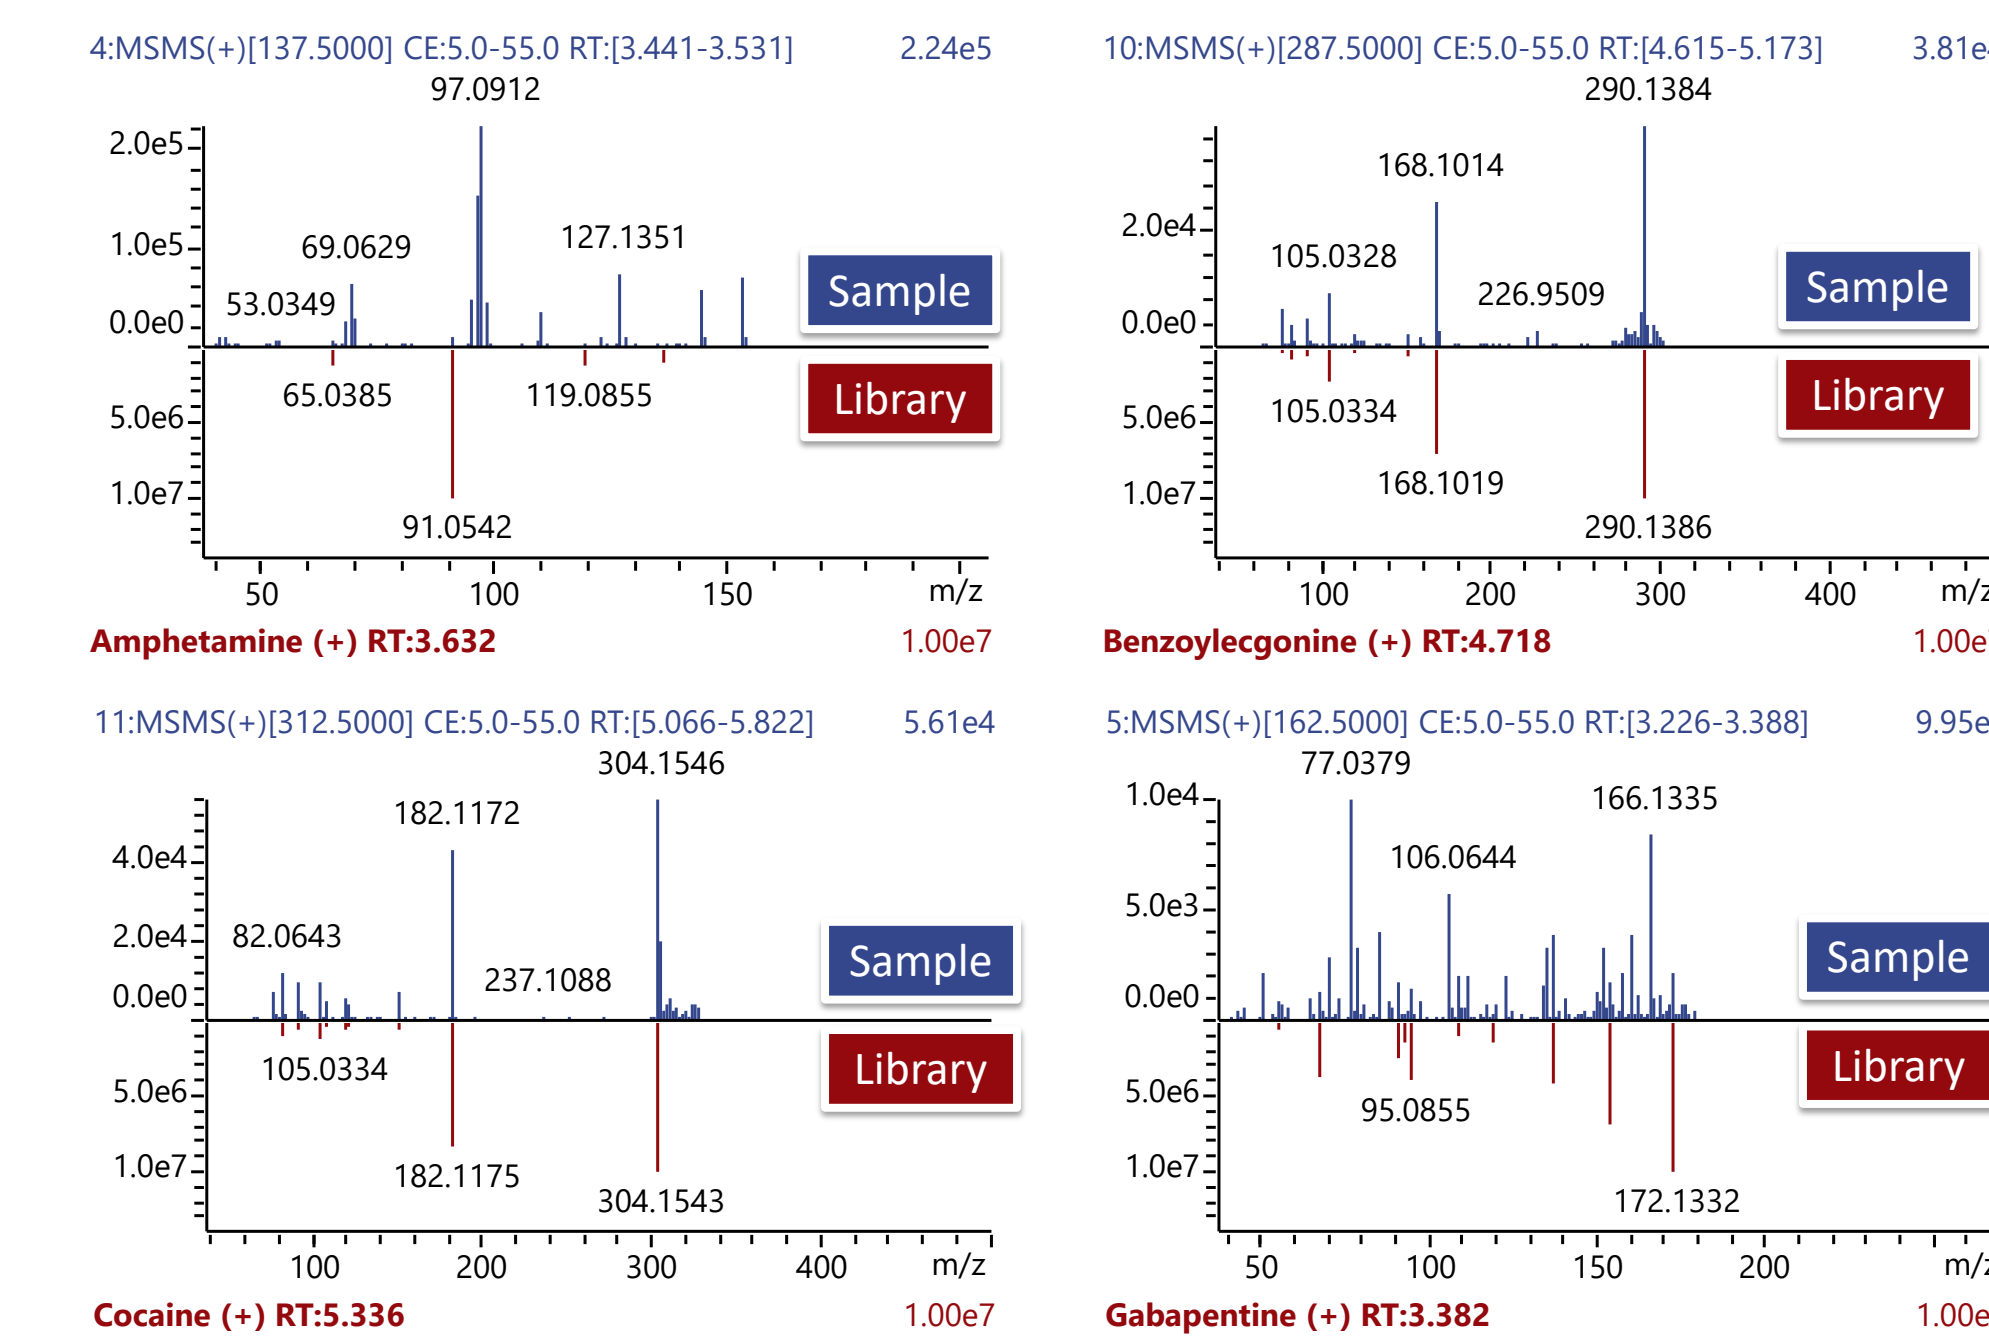 4:MSMS(+)[137.5000] CE:5.0-55.0 RT:[3.441-3.531] 2.24e5
97.0912
2.0e5
1.0e5
0.0e0
69.0629
127.1351
53.0349
Sample
65.0385
119.0855
Library
5.0e6
1.0e7
91.0542
50 100 150 m/z
Amphetamine (+) RT:3.632 1.00e7
10:MSMS(+)[287.5000] CE:5.0-55.0 RT:[4.615-5.173] 3.81e4
290.1384
168.1014
2.0e4
105.0328
226.9509
0.0e0
Sample
105.0334
Library
5.0e6
1.0e7
168.1019
290.1386
100 200 300 400 m/z
Benzoylecgonine (+) RT:4.718 1.00e
11:MSMS(+)[312.5000] CE:5.0-55.0 RT:[5.066-5.822] 5.61e4
304.1546
182.1172
4.0e4
2.0e4
82.0643
237.1088
0.0e0
Sample
105.0334
Library
5.0e6
1.0e7
182.1175
304.1543
100 200 300 400 m/z
Cocaine (+) RT:5.336 1.00e7
5:MSMS(+)[162.5000] CE:5.0-55.0 RT:[3.226-3.388] 9.95e
77.0379
1.0e4
166.1335
106.0644
5.0e3
0.0e0
Sample
95.0855
Library
5.0e6
1.0e7
172.1332
50 100 150 200 m/z
Gabapentine (+) RT:3.382 1.00e